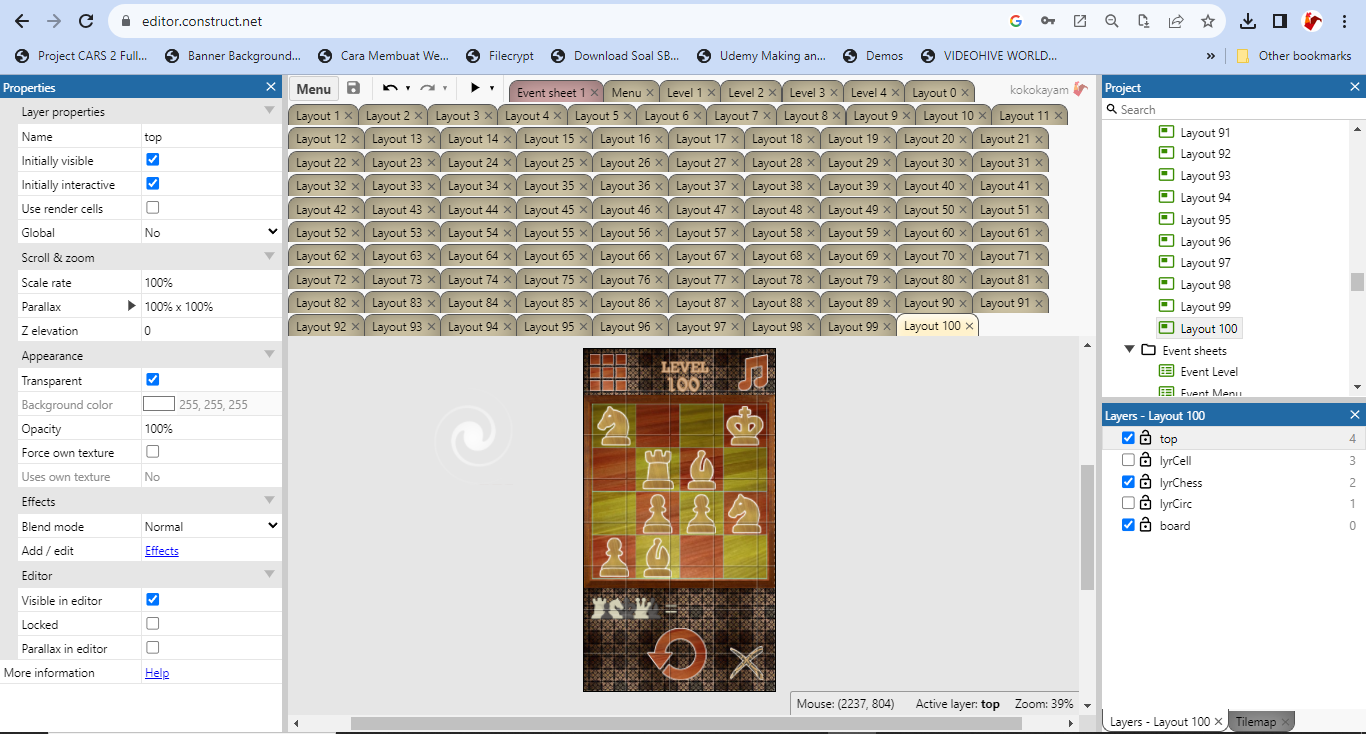 editor.construct.net
Project CARS 2 Full... Banner Background... Cara Membuat We... Filecrypt Download Soal SB... Udemy Making an... Demos VIDEOHIVE WORLD... » Other bookmarks
Properties
Layer properties
Name top
Initially visible
Initially interactive
Use render cells
Global No
Scroll & zoom
Scale rate 100%
Parallax 100% x 100%
Z elevation 0
Appearance
Transparent
Background color 255, 255, 255
Opacity 100%
Force own texture
Uses own texture No
Effects
Blend mode Normal
Add / edit Effects
Editor
Visible in editor
Locked
Parallax in editor
More information Help
Menu
Event sheet 1 Menu Level 1 Level 2 Level 3 Level 4 Layout 0
kokokayam
Layout 1 Layout 2 Layout 3 Layout 4 Layout 5 Layout 6 Layout 7 Layout 8 Layout 9 Layout 10 Layout 11
Layout 12 Layout 13 Layout 14 Layout 15 Layout 16 Layout 17 Layout 18 Layout 19 Layout 20 Layout 21
Layout 22 Layout 23 Layout 24 Layout 25 Layout 26 Layout 27 Layout 28 Layout 29 Layout 30 Layout 31
Layout 32 Layout 33 Layout 34 Layout 35 Layout 36 Layout 37 Layout 38 Layout 39 Layout 40 Layout 41
Layout 42 Layout 43 Layout 44 Layout 45 Layout 46 Layout 47 Layout 48 Layout 49 Layout 50 Layout 51
Layout 52 Layout 53 Layout 54 Layout 55 Layout 56 Layout 57 Layout 58 Layout 59 Layout 60 Layout 61
Layout 62 Layout 63 Layout 64 Layout 65 Layout 66 Layout 67 Layout 68 Layout 69 Layout 70 Layout 71
Layout 72 Layout 73 Layout 74 Layout 75 Layout 76 Layout 77 Layout 78 Layout 79 Layout 80 Layout 81
Layout 82 Layout 83 Layout 84 Layout 85 Layout 86 Layout 87 Layout 88 Layout 89 Layout 90 Layout 91
Layout 92 Layout 93 Layout 94 Layout 95 Layout 96 Layout 97 Layout 98 Layout 99 Layout 100
LEVEL
100
=
Mouse: (2237, 804) Active layer: top Zoom: 39%
Project
Search
Layout 91
Layout 92
Layout 93
Layout 94
Layout 95
Layout 96
Layout 97
Layout 98
Layout 99
Layout 100
Event sheets
Event Level
Event Menu
Layers - Layout 100
top 4
lyrCell 3
lyrChess 2
lyrCirc 1
board 0
Layers - Layout 100 Tilemap